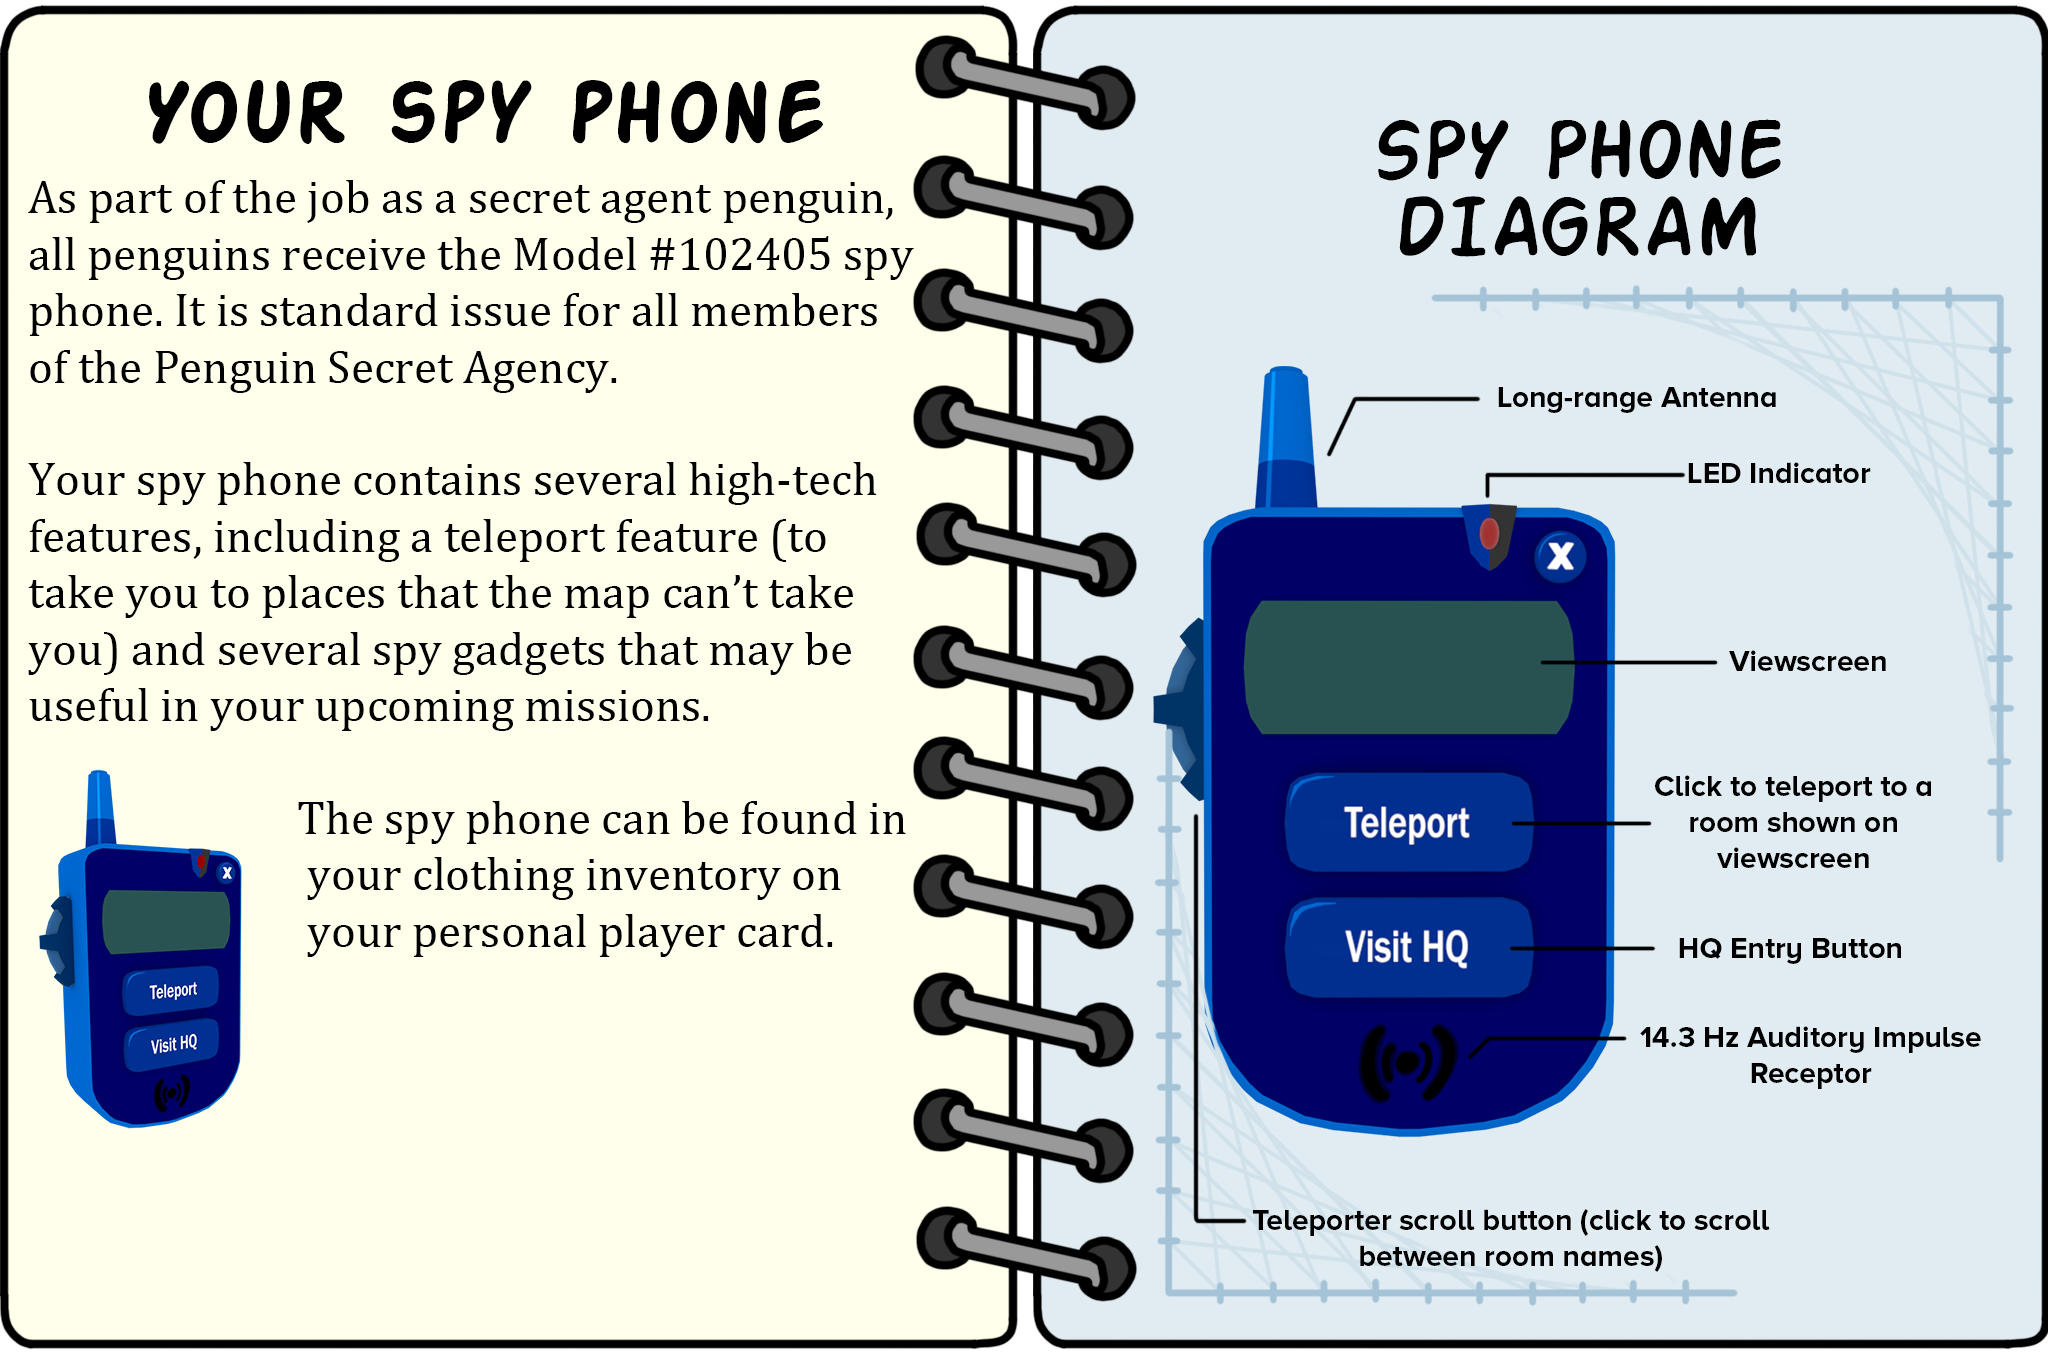 YOUR SPY PHONE
As part of the job as a secret agent penguin,
all penguins receive the Model #102405 spy
phone. It is standard issue for all members
of the Penguin Secret Agency.
Your spy phone contains several high-tech
features, including a teleport feature (to
take you to places that the map can't take
you) and several spy gadgets that may be
useful in your upcoming missions.
The spy phone can be found in
your clothing inventory on
your personal player card.
X
Teleport
Visit HQ
SPY PHONE
DIAGRAM
Long-range Antenna
LED Indicator
X
Viewscreen
Teleport
Click to teleport to a
room shown on
viewscreen
Visit HQ
HQ Entry Button
14.3 Hz Auditory Impulse
Receptor
Teleporter scroll button (click to scroll
between room names)